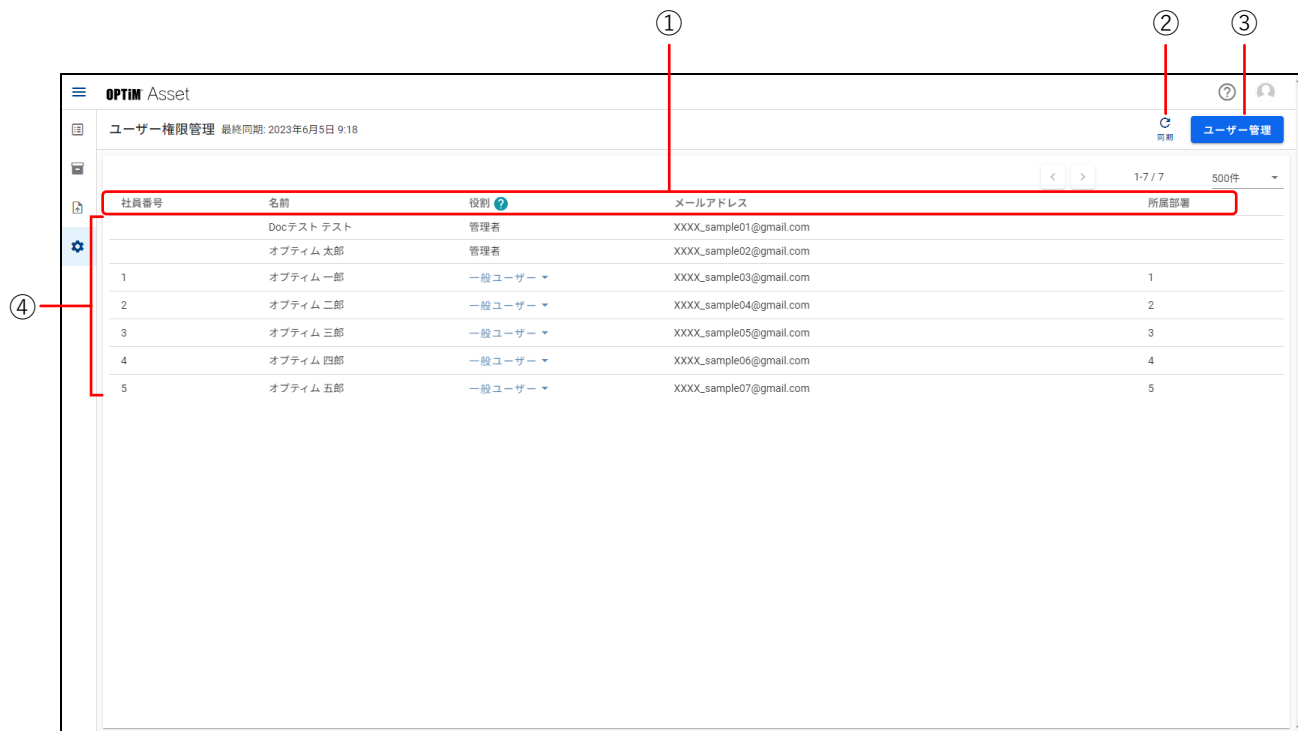 ① ② ③
OPTiM Asset
ユーザー権限管理 最終同期: 2023年6月5日 9:18 同期 ユーザー管理
1-7 / 7 500件
社員番号 名前 役割 ? メールアドレス 所属部署
Docテスト テスト 管理者 XXXX_sample01@gmail.com
オプティム 太郎 管理者 XXXX_sample02@gmail.com
1 オプティム 一郎 一般ユーザー XXXX_sample03@gmail.com 1
④
2 オプティム 二郎 一般ユーザー XXXX_sample04@gmail.com 2
3 オプティム 三郎 一般ユーザー XXXX_sample05@gmail.com 3
4 オプティム 四郎 一般ユーザー XXXX_sample06@gmail.com 4
5 オプティム 五郎 一般ユーザー XXXX_sample07@gmail.com 5